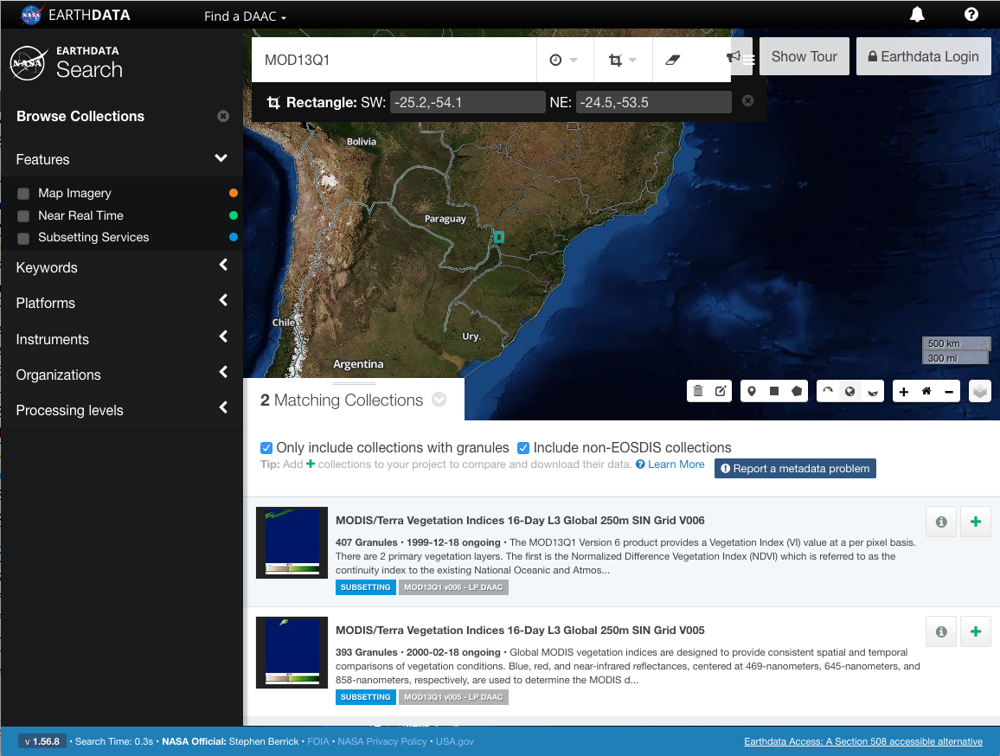 EARTHDATA Find a DAAC
EARTHDATA
Search
Browse Collections
Features
Map Imagery
Near Real Time
Subsetting Services
Keywords
Platforms
Instruments
Organizations
Processing levels
MOD13Q1
Show Tour
Earthdata Login
Rectangle: SW: -25.2,-54.1 NE: -24.5,-53.5
Bolivia
Paraguay
Chile
Ury.
Argentina
500 km
300 mi
2 Matching Collections
Only include collections with granules Include non-EOSDIS collections
Tip: Add + collections to your project to compare and download their data. Learn More Report a metadata problem
MODIS/Terra Vegetation Indices 16-Day L3 Global 250m SIN Grid V006
407 Granules • 1999-12-18 ongoing • The MOD13Q1 Version 6 product provides a Vegetation Index (VI) value at a per pixel basis.
There are 2 primary vegetation layers. The first is the Normalized Difference Vegetation Index (NDVI) which is referred to as the
continuity index to the existing National Oceanic and Atmos...
SUBSETTING MOD13Q1 v006 - LP DAAC
MODIS/Terra Vegetation Indices 16-Day L3 Global 250m SIN Grid V005
393 Granules • 2000-02-18 ongoing • Global MODIS vegetation indices are designed to provide consistent spatial and temporal
comparisons of vegetation conditions. Blue, red, and near-infrared reflectances, centered at 469-nanometers, 645-nanometers, and
858-nanometers, respectively, are used to determine the MODIS d...
SUBSETTING MOD13Q1 v005 - LP DAAC
v 1.56.8 • Search Time: 0.3s • NASA Official: Stephen Berrick • FOIA • NASA Privacy Policy • USA.gov
Earthdata Access: A Section 508 accessible alternative